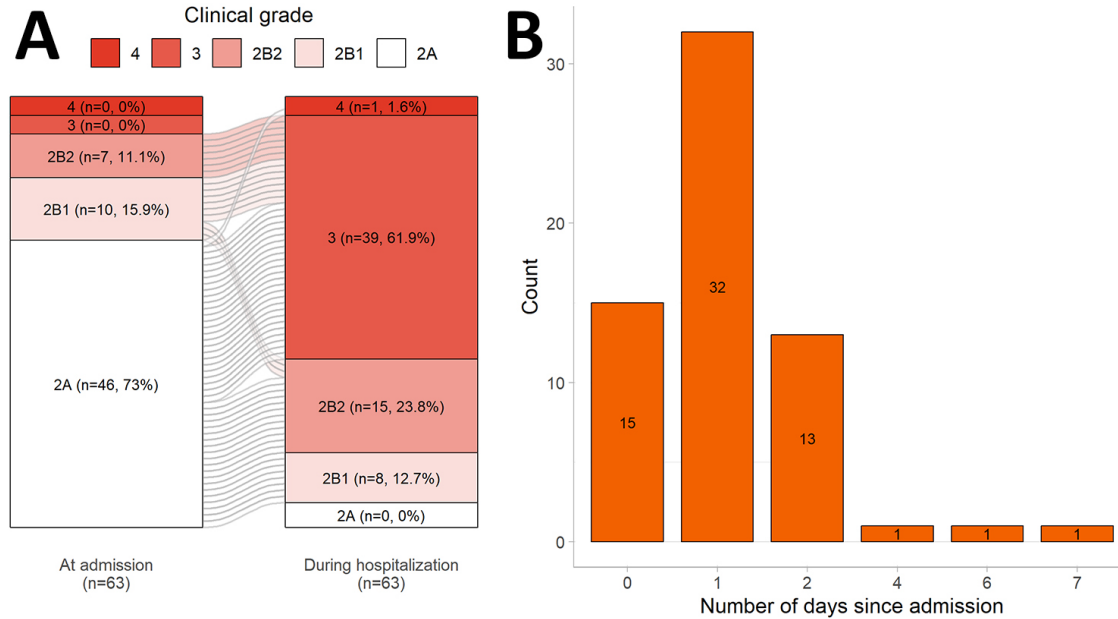 A
Clinical grade
4 3 2B2 2B1 2A
4 (n=0, 0%)
3 (n=0, 0%)
2B2 (n=7, 11.1%)
2B1 (n=10, 15.9%)
2A (n=46, 73%)
4 (n=1, 1.6%)
3 (n=39, 61.9%)
2B2 (n=15, 23.8%)
2B1 (n=8, 12.7%)
2A (n=0, 0%)
At admission
(n=63)
During hospitalization
(n=63)
B
Count
30
20
10
0
15
32
13
1
1
1
0 1 2 4 6 7
Number of days since admission